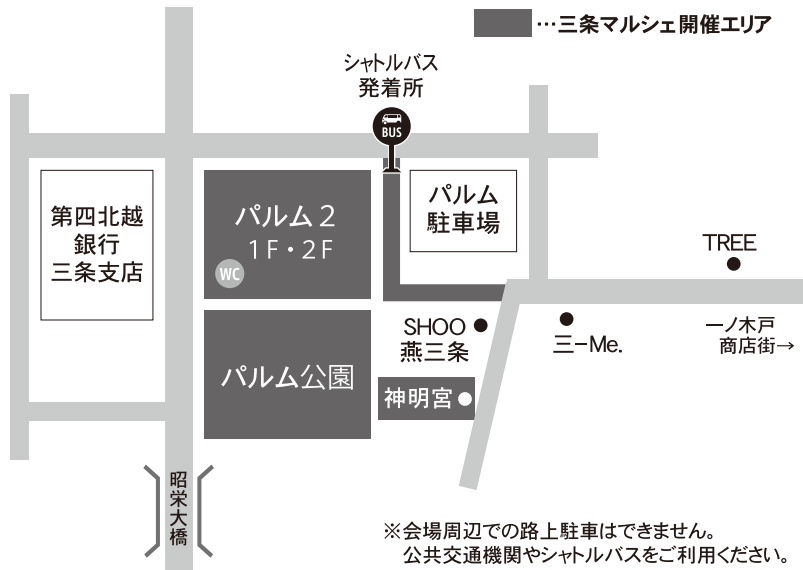 …三条マルシェ開催エリア
シャトルバス
発着所
BUS
第四北越
銀行
三条支店
パルム2
1F・2F
WC
パルム
駐車場
TREE
SHOO
燕三条
三-Me.
一ノ木戸
商店街→
パルム公園
神明宮
昭栄大橋
※会場周辺での路上駐車はできません。
公共交通機関やシャトルバスをご利用ください。